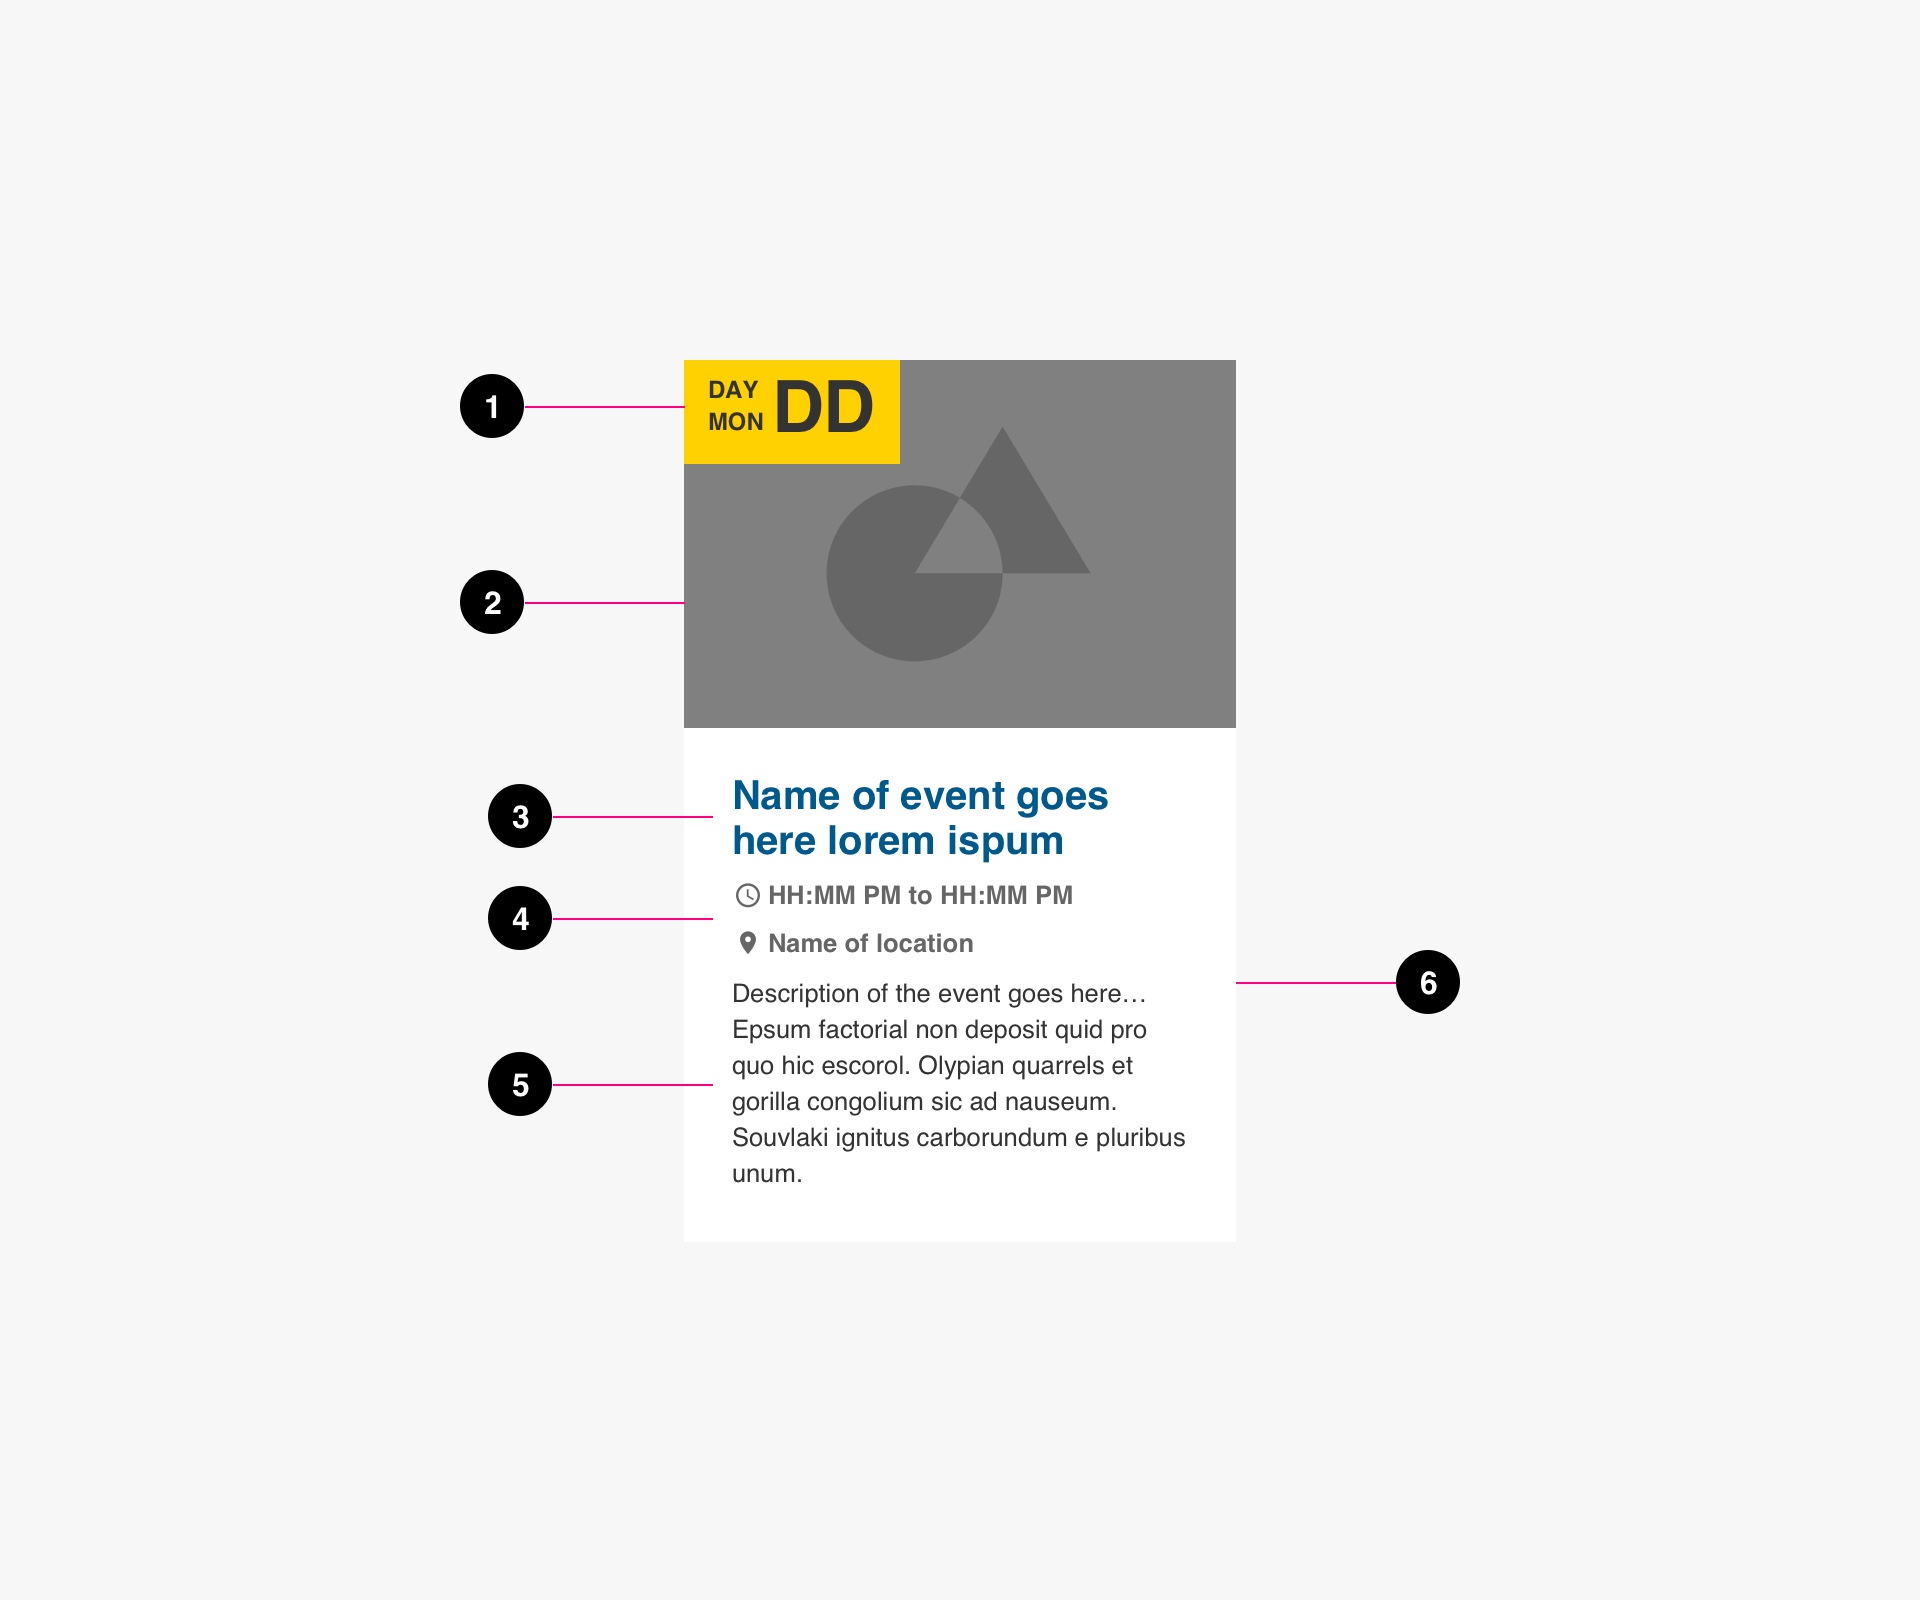 1
DAY
MON
DD
2
3
Name of event goes
here lorem ispum
4
HH:MM PM to HH:MM PM
Name of location
6
Description of the event goes here…
Epsum factorial non deposit quid pro
5
quo hic escorol. Olypian quarrels et
gorilla congolium sic ad nauseum.
Souvlaki ignitus carborundum e pluribus
unum.